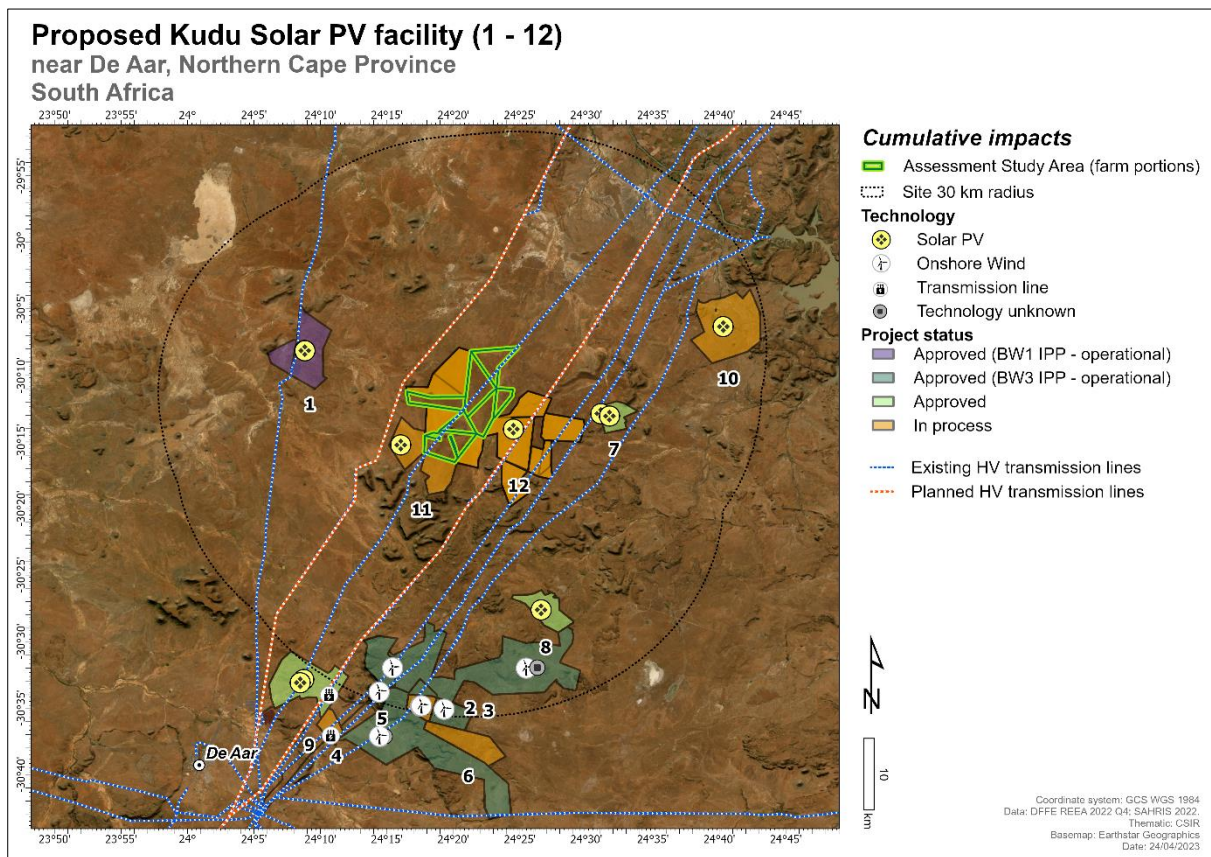 Proposed Kudu Solar PV facility (1 - 12)
near De Aar, Northern Cape Province
South Africa
23°50' 23°55' 24° 24°5' 24°10' 24°15' 24°20' 24°25' 24°30' 24°35' 24°40' 24°45'
-29°55'
-30°
-30°5'
-30°10'
-30°15'
-30°20'
-30°25'
-30°30'
-30°35'
-30°40'
1
10
7
11
12
8
2
3
5
9
4
6
De Aar
23°50' 23°55' 24° 24°5' 24°10' 24°15' 24°20' 24°25' 24°30' 24°35' 24°40' 24°45'
Cumulative impacts
Assessment Study Area (farm portions)
Site 30 km radius
Technology
Solar PV
Onshore Wind
Transmission line
Technology unknown
Project status
Approved (BW1 IPP - operational)
Approved (BW3 IPP - operational)
Approved
In process
Existing HV transmission lines
Planned HV transmission lines
N
10
km
Coordinate system: GCS WGS 1984
Data: DFFE REEA 2022 Q4: SAHRIS 2022.
Thematic: CSIR
Basemap: Earthstar Geographics
Date: 24/04/2023